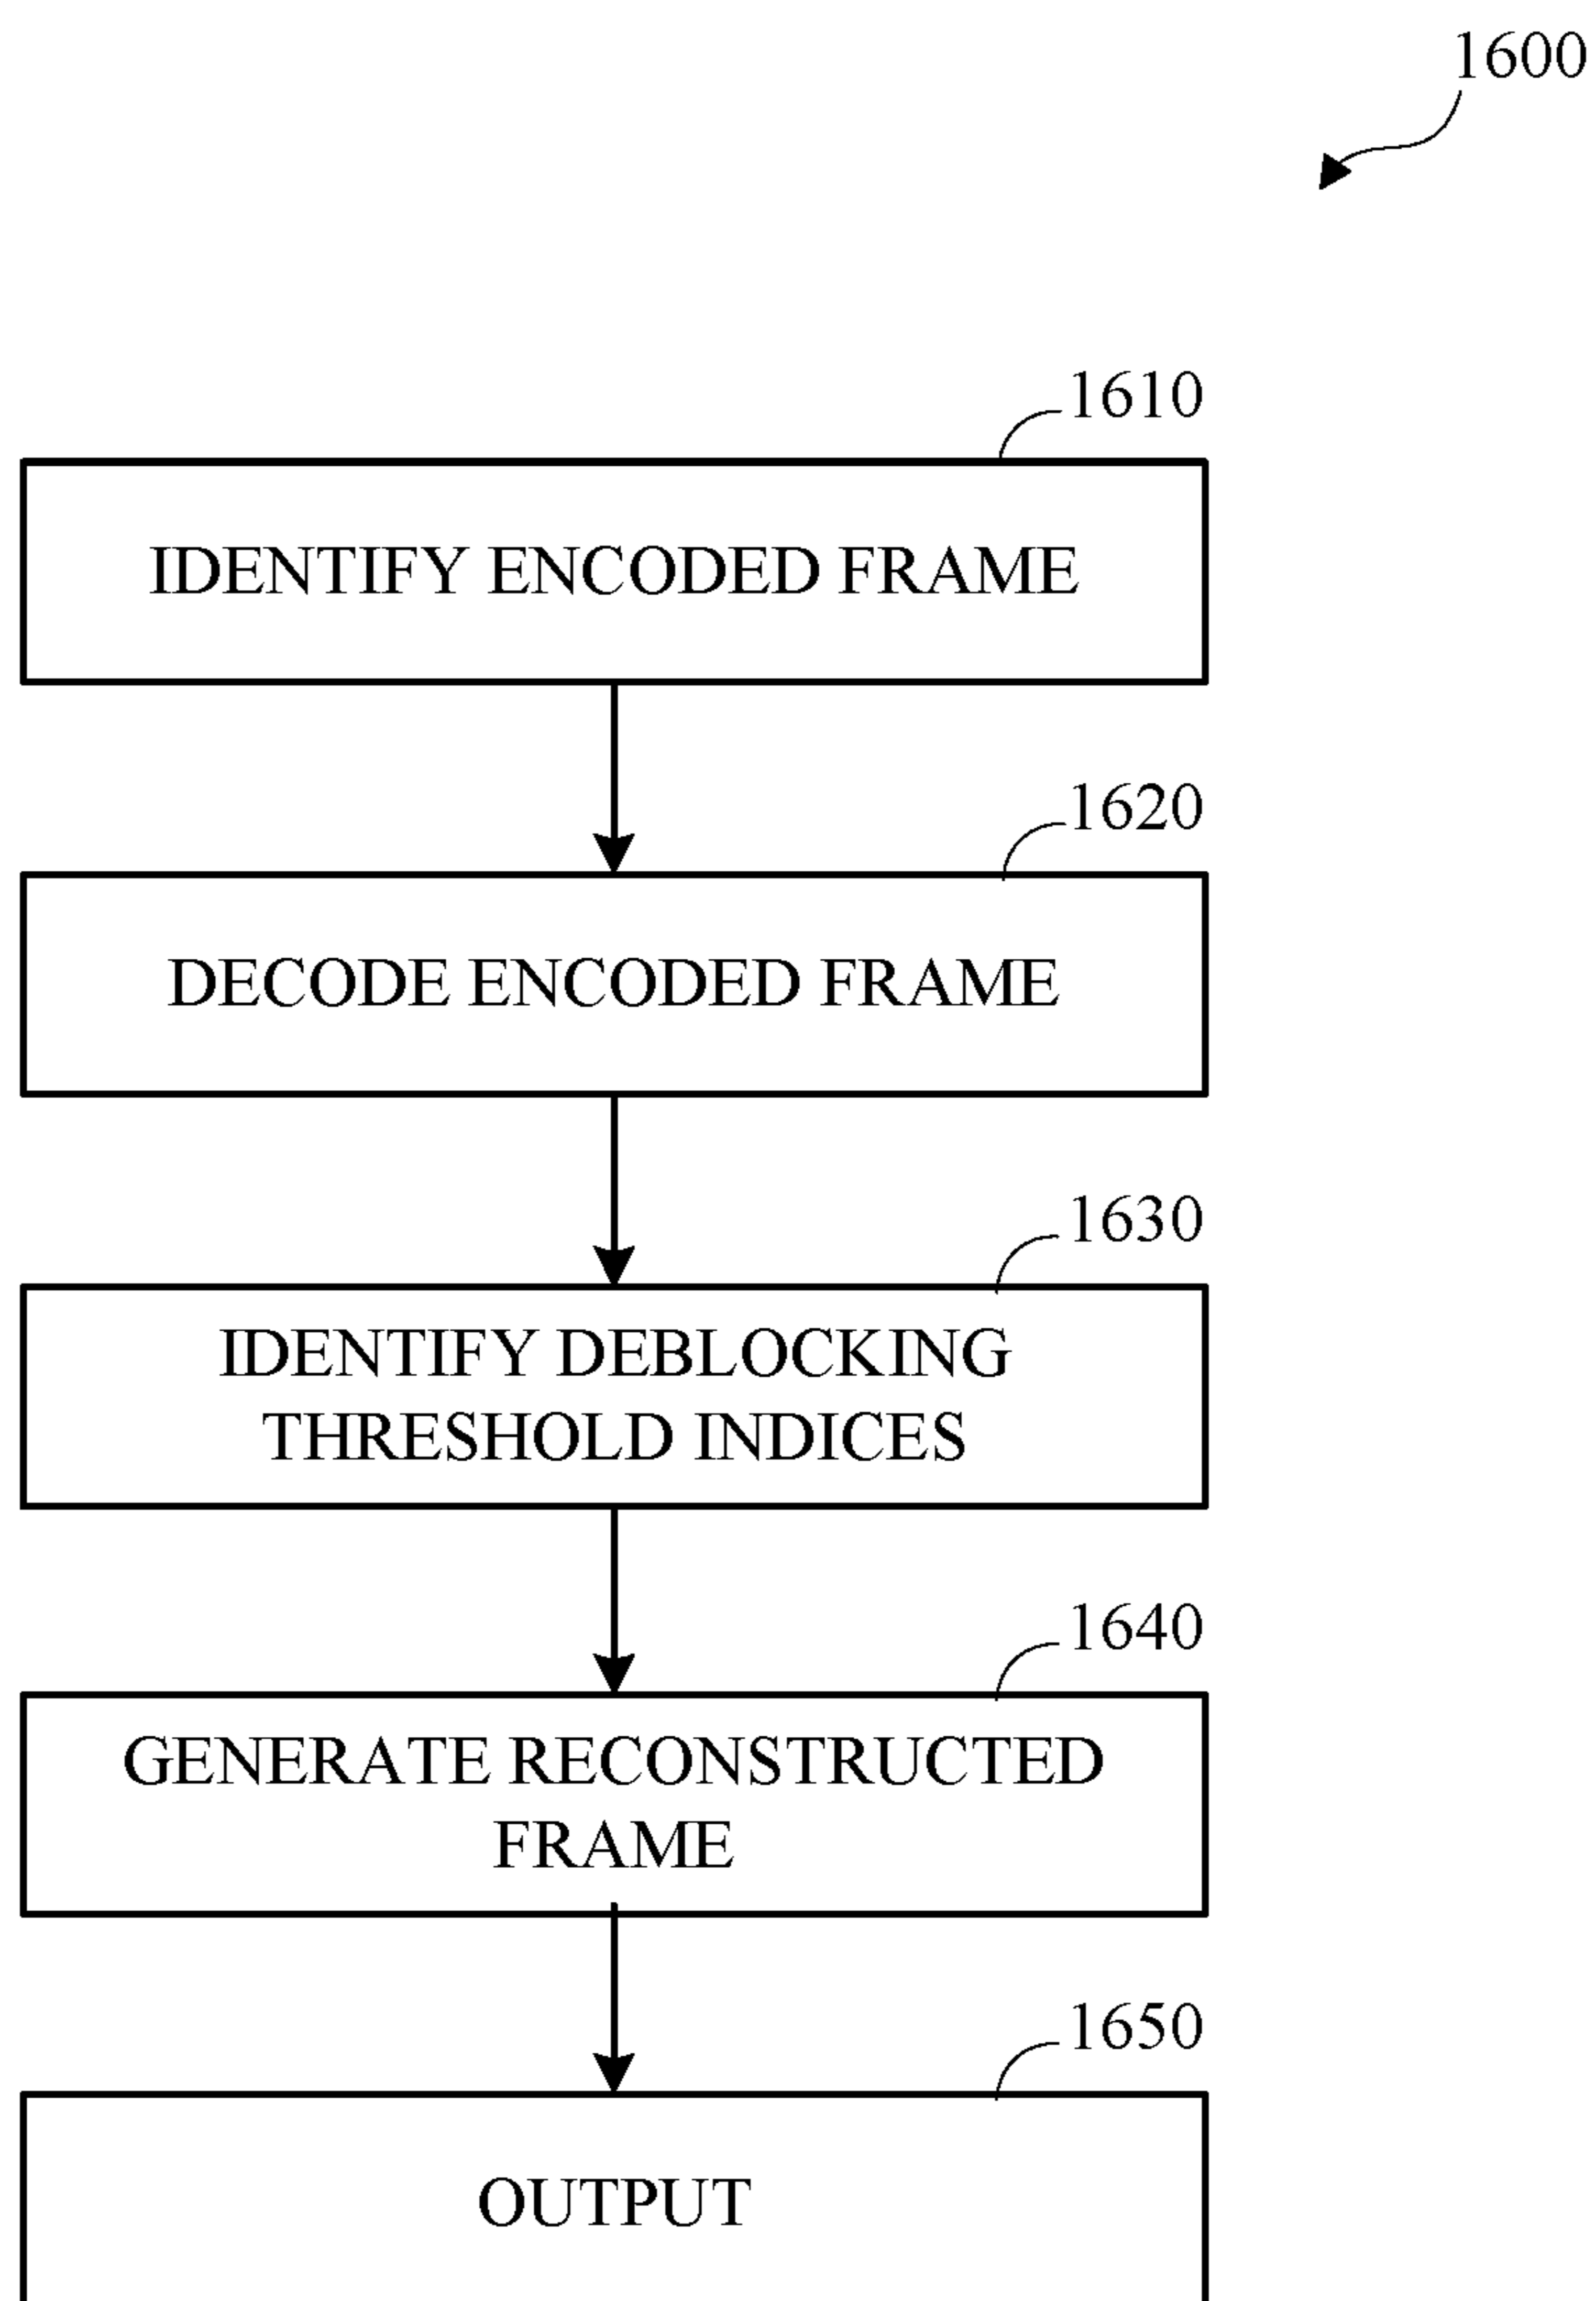 1600
1610
IDENTIFY ENCODED FRAME
1620
DECODE ENCODED FRAME
1630
IDENTIFY DEBLOCKING
THRESHOLD INDICES
1640
GENERATE RECONSTRUCTED
FRAME
1650
OUTPUT